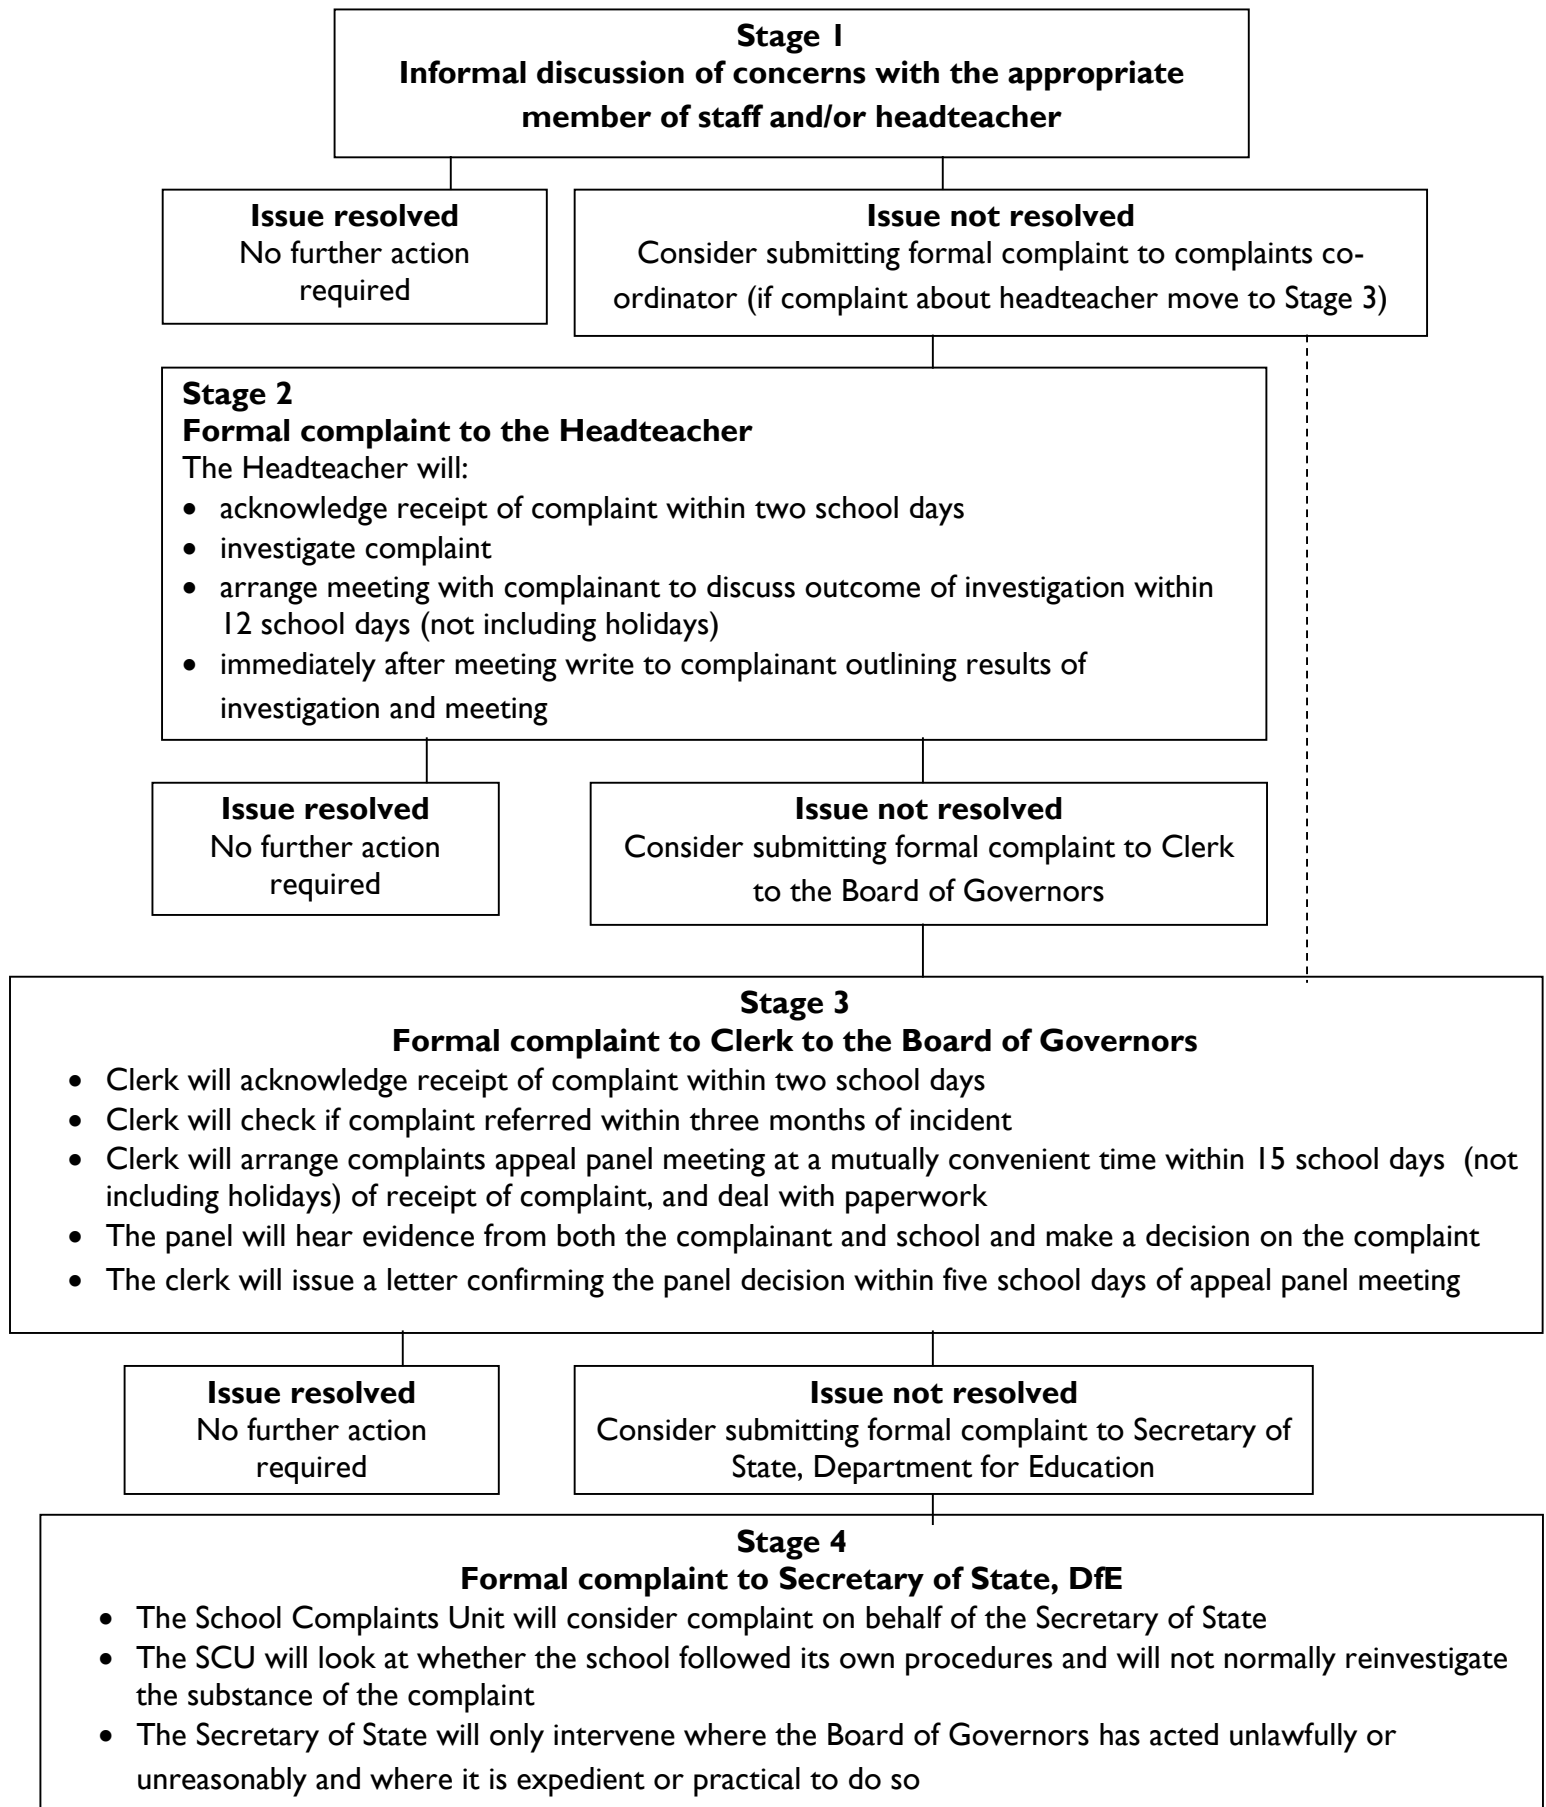 Stage 1
Informal discussion of concerns with the appropriate
member of staff and/or headteacher
Issue resolved
No further action
required
Issue not resolved
Consider submitting formal complaint to complaints co-
ordinator (if complaint about headteacher move to Stage 3)
Stage 2
Formal complaint to the Headteacher
The Headteacher will:
• acknowledge receipt of complaint within two school days
• investigate complaint
• arrange meeting with complainant to discuss outcome of investigation within
12 school days (not including holidays)
• immediately after meeting write to complainant outlining results of
investigation and meeting
Issue resolved
No further action
required
Issue not resolved
Consider submitting formal complaint to Clerk
to the Board of Governors
Stage 3
Formal complaint to Clerk to the Board of Governors
• Clerk will acknowledge receipt of complaint within two school days
• Clerk will check if complaint referred within three months of incident
• Clerk will arrange complaints appeal panel meeting at a mutually convenient time within 15 school days (not
including holidays) of receipt of complaint, and deal with paperwork
• The panel will hear evidence from both the complainant and school and make a decision on the complaint
• The clerk will issue a letter confirming the panel decision within five school days of appeal panel meeting
Issue resolved
No further action
required
Issue not resolved
Consider submitting formal complaint to Secretary of
State, Department for Education
Stage 4
Formal complaint to Secretary of State, DfE
• The School Complaints Unit will consider complaint on behalf of the Secretary of State
• The SCU will look at whether the school followed its own procedures and will not normally reinvestigate
the substance of the complaint
• The Secretary of State will only intervene where the Board of Governors has acted unlawfully or
unreasonably and where it is expedient or practical to do so